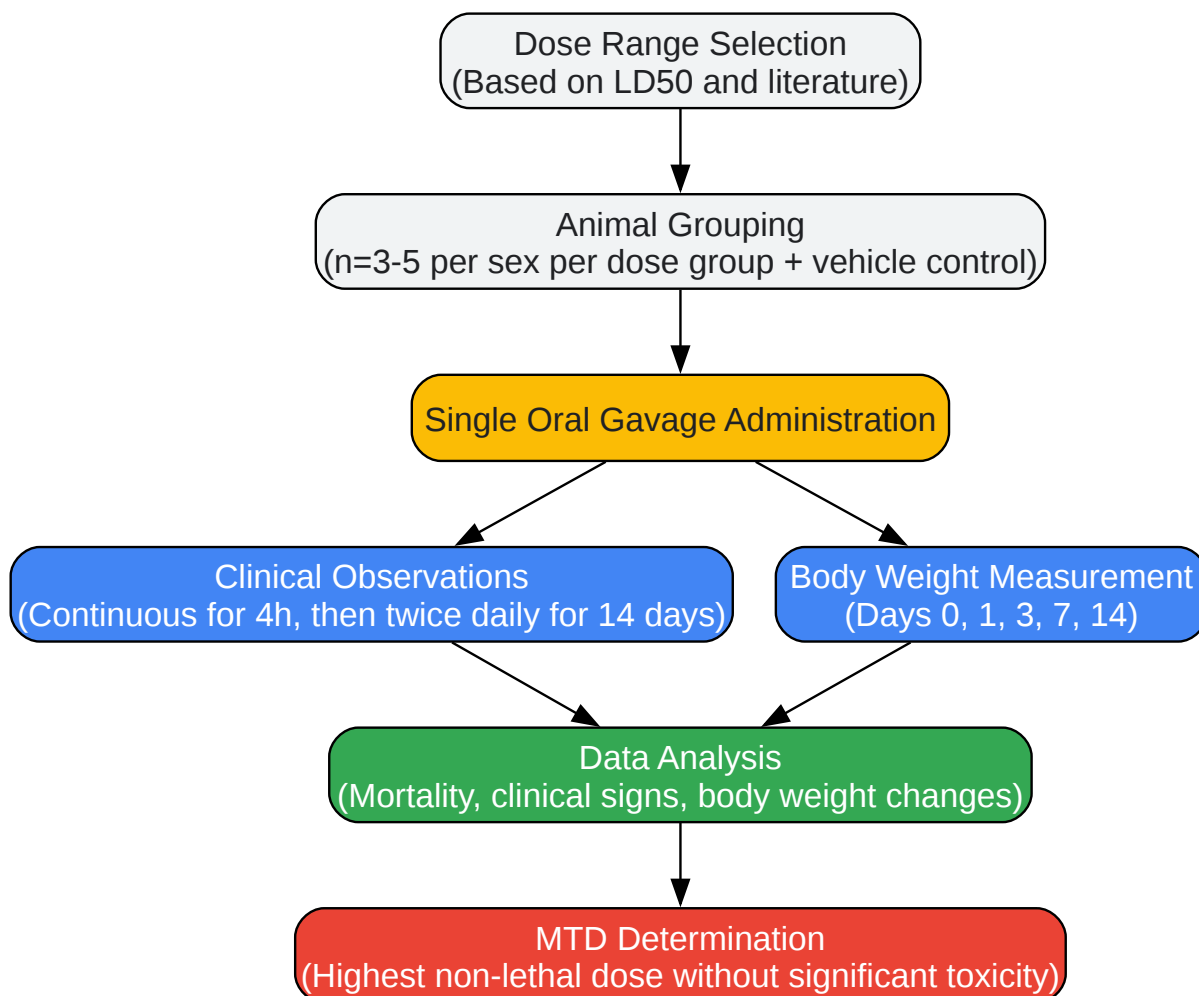 Dose Range Selection
(Based on LD50 and literature)
Animal Grouping
(n=3-5 per sex per dose group + vehicle control)
Single Oral Gavage Administration
Clinical Observations
(Continuous for 4h, then twice daily for 14 days)
Body Weight Measurement
(Days 0, 1, 3, 7, 14)
Data Analysis
(Mortality, clinical signs, body weight changes)
MTD Determination
(Highest non-lethal dose without significant toxicity)